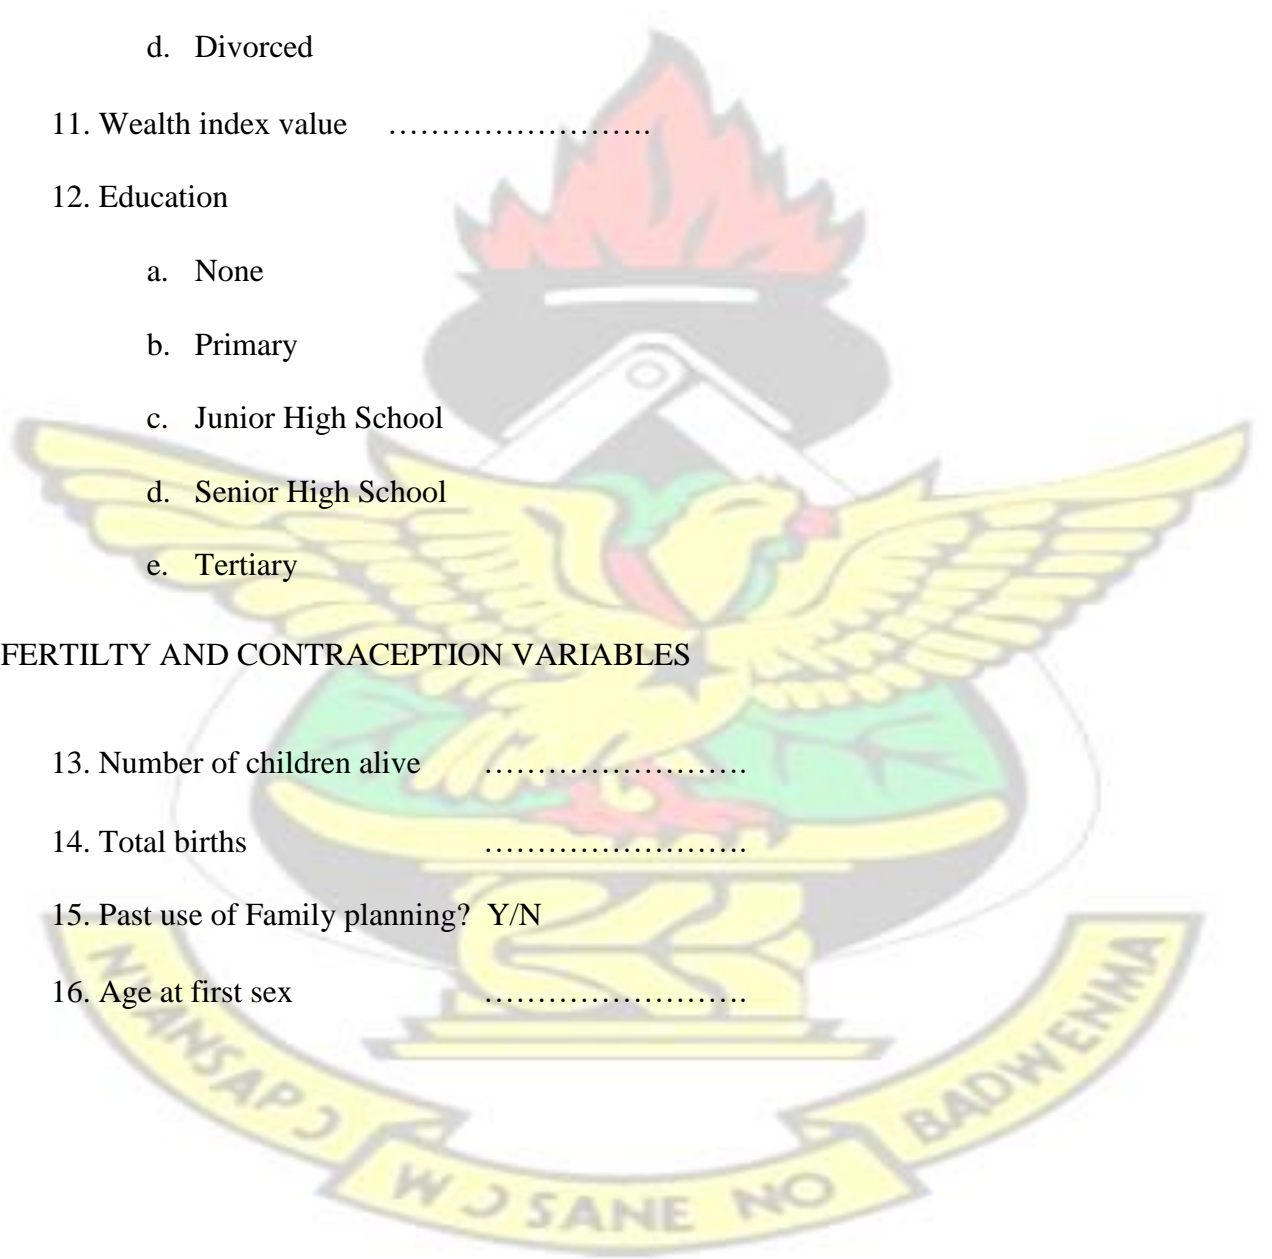 d. Divorced
11. Wealth index value …………………….
12. Education
a. None
b. Primary
c. Junior High School
d. Senior High School
e. Tertiary
FERTILTY AND CONTRACEPTION VARIABLES
13. Number of children alive …………………….
14. Total births …………………….
15. Past use of Family planning? Y/N
16. Age at first sex …………………….
NYANSAPƆ WƆSANE NO BADWENMA